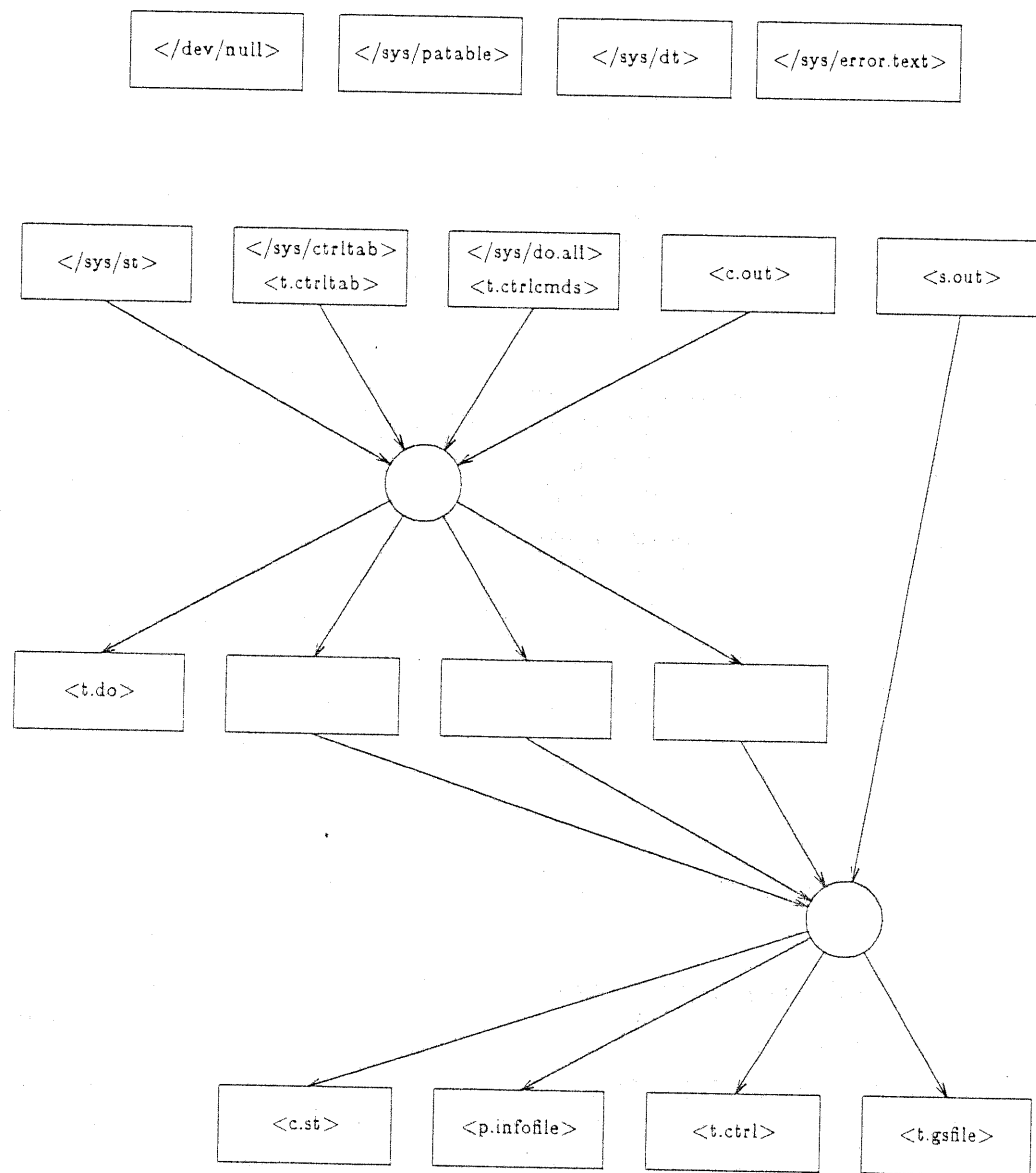 </dev/null>
</sys/patable>
</sys/dt>
</sys/error.text>
</sys/st>
</sys/ctrltab>
<t.ctrltab>
</sys/do.all>
<t.ctrlcmds>
<c.out>
<s.out>
<t.do>
<c.st>
<p.infofile>
<t.ctrl>
<t.gsfile>